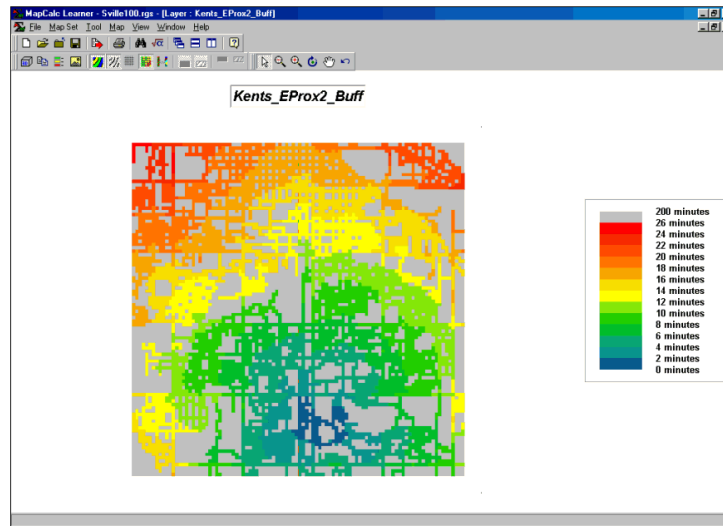 MapCalc Learner - Sville100.rgs - [Layer : Kents_EProx2_Buff]
File Map Set Tool Map View Window Help
Kents_EProx2_Buff
200 minutes
26 minutes
24 minutes
22 minutes
20 minutes
18 minutes
16 minutes
14 minutes
12 minutes
10 minutes
8 minutes
6 minutes
4 minutes
2 minutes
0 minutes